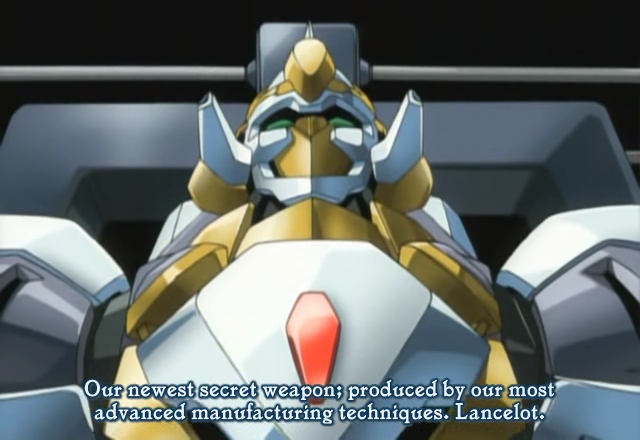 Our newest secret weapon; produced by our most
advanced manufacturing techniques. Lancelot.